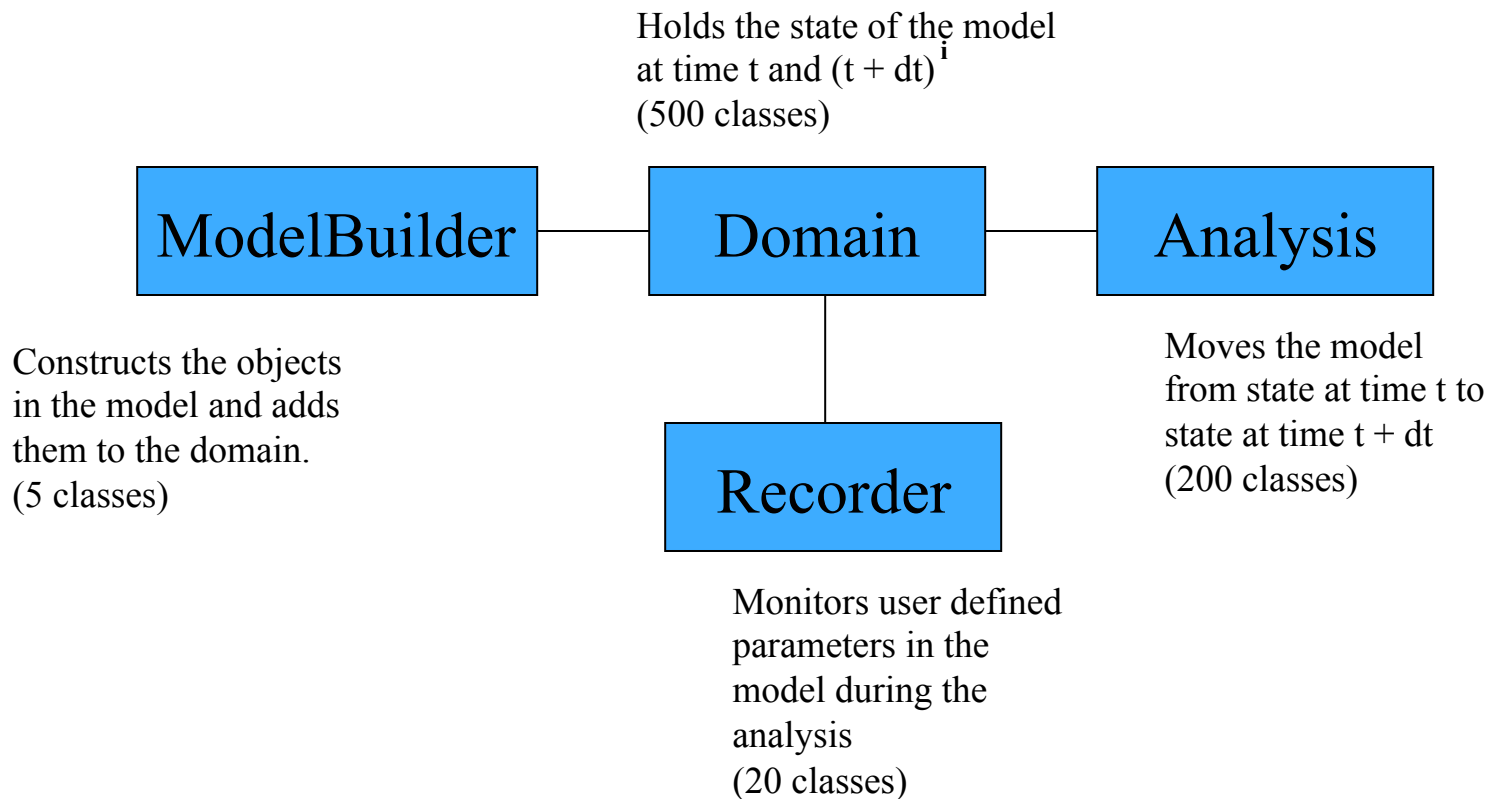 Holds the state of the model
at time t and (t + dt)^i
(500 classes)
ModelBuilder
Domain
Analysis
Constructs the objects
in the model and adds
them to the domain.
(5 classes)
Moves the model
from state at time t to
state at time t + dt
(200 classes)
Recorder
Monitors user defined
parameters in the
model during the
analysis
(20 classes)